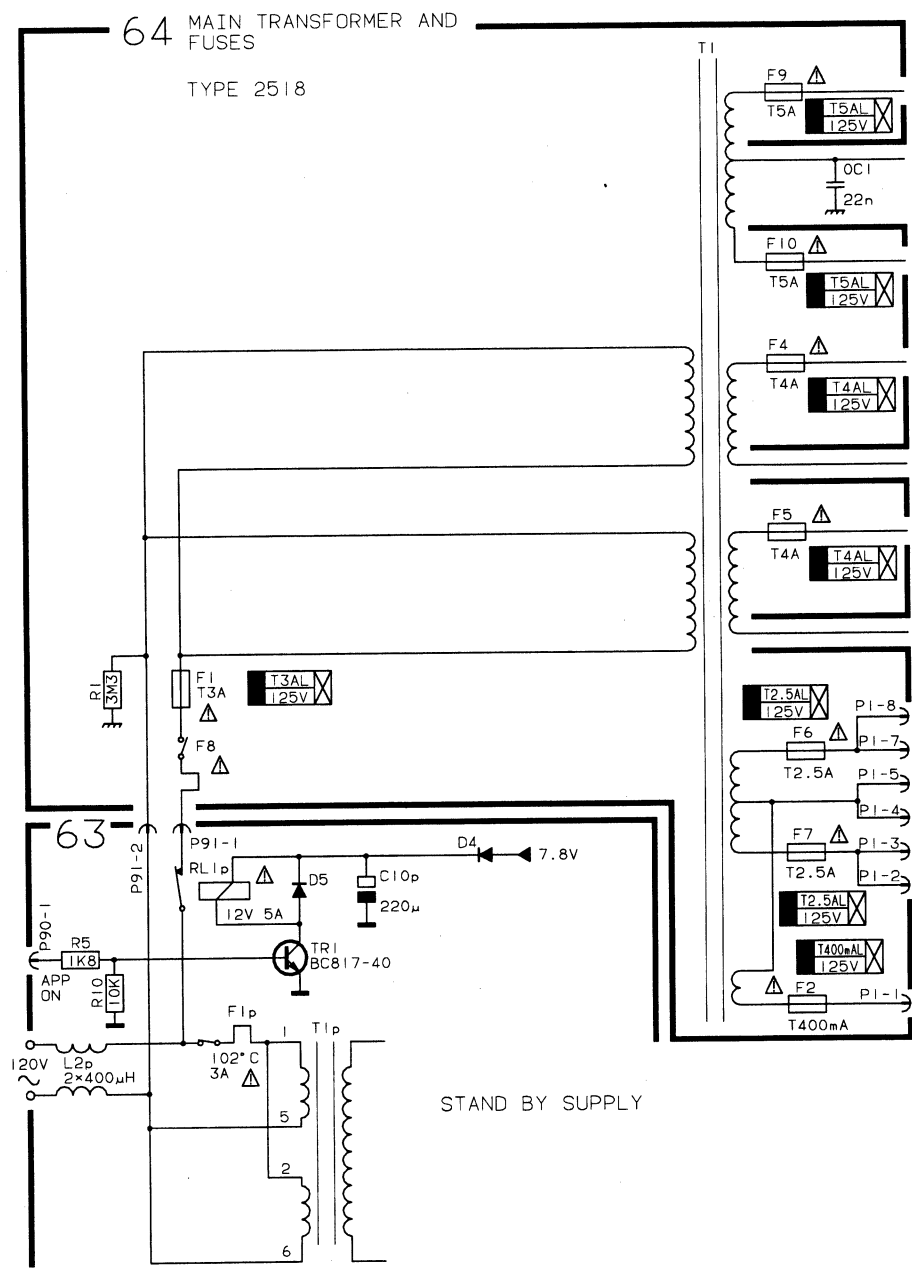 64 MAIN TRANSFORMER AND
FUSES
TYPE 2518
T1
F9
T5A
T5AL
125V
OC1
22n
F10
T5A
T5AL
125V
F4
T4A
T4AL
125V
F5
T4A
T4AL
125V
R1
3M3
F1
T3A
T3AL
125V
F8
T2.5AL
125V
P1-8
F6
P1-7
T2.5A
P1-5
P1-4
F7
P1-3
T2.5A
P1-2
T2.5AL
125V
T400mAL
125V
F2
P1-1
T400mA
63
P91-2
P91-1
RL1p
12V 5A
D5
D4
7.8V
C10p
220µ
P90-1
R5
1K8
APP
ON
R10
10K
TR1
BC817-40
F1p
102°C
3A
120V
L2p
2×400µH
1
T1p
5
2
6
STAND BY SUPPLY